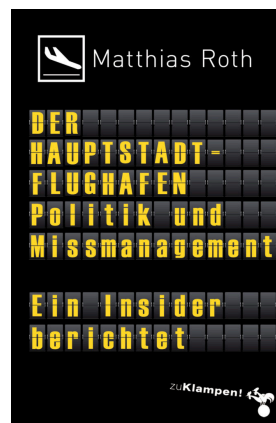 Matthias Roth
DER
HAUPTSTADT-
FLUGHAFEN
Politik und
Missmanagement
Ein Insider
berichtet
zuKlampen!